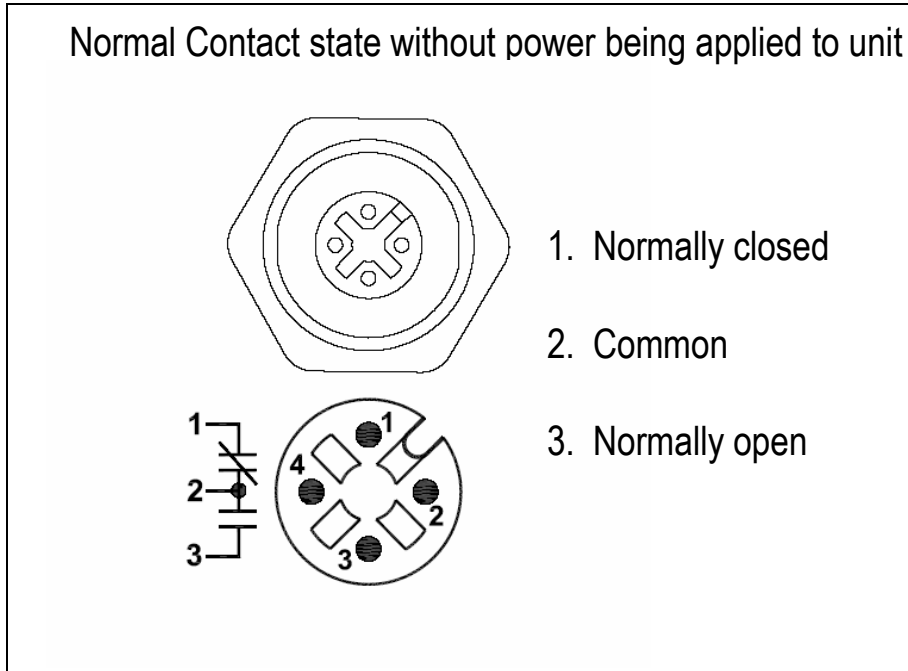 Normal Contact state without power being applied to unit
1. Normally closed
2. Common
3. Normally open
1
2
3
1
4
2
3